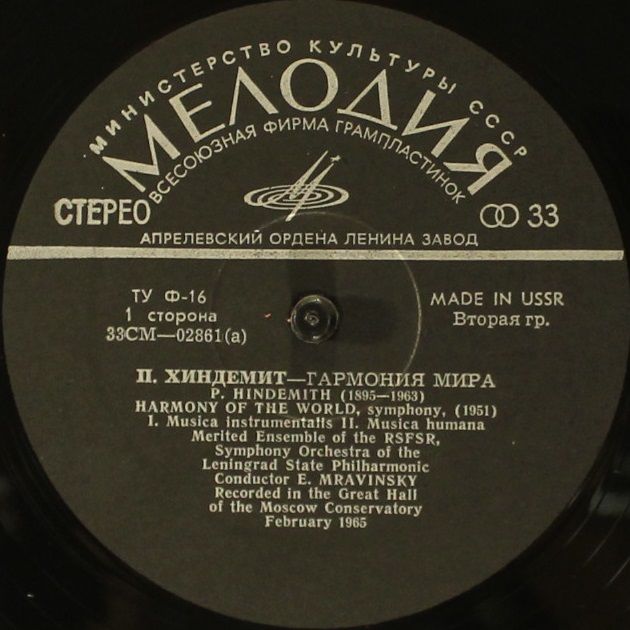 МИНИСТЕРСТВО КУЛЬТУРЫ СССР
МЕЛОДИЯ
ВСЕСОЮЗНАЯ ФИРМА ГРАМПЛАСТИНОК
СТЕРЕО
33
АПРЕЛЕВСКИЙ ОРДЕНА ЛЕНИНА ЗАВОД
ТУ Ф-16
1 сторона
33СМ—02861(а)
MADE IN USSR
Вторая гр.
П. ХИНДЕМИТ—ГАРМОНИЯ МИРА
P. HINDEMITH (1895—1963)
HARMONY OF THE WORLD, symphony, (1951)
I. Musica instrumentalis II. Musica humana
Merited Ensemble of the RSFSR,
Symphony Orchestra of the
Leningrad State Philharmonic
Conductor E. MRAVINSKY
Recorded in the Great Hall
of the Moscow Conservatory
February 1965